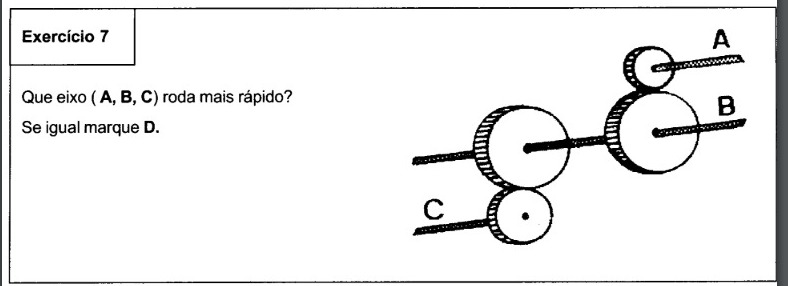 Exercício 7
Que eixo ( A, B, C) roda mais rápido?
Se igual marque D.
A
B
C